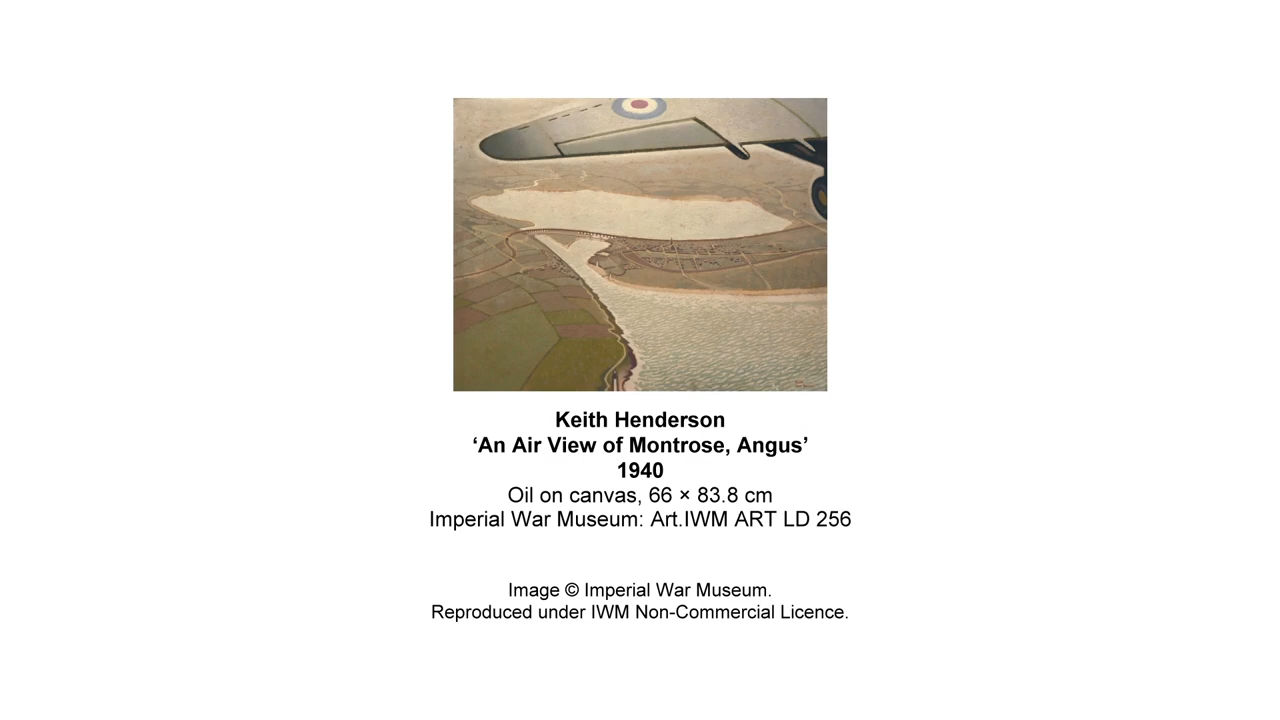 Keith Henderson
‘An Air View of Montrose, Angus’
1940
Oil on canvas, 66 × 83.8 cm
Imperial War Museum: Art.IWM ART LD 256
Image © Imperial War Museum.
Reproduced under IWM Non-Commercial Licence.